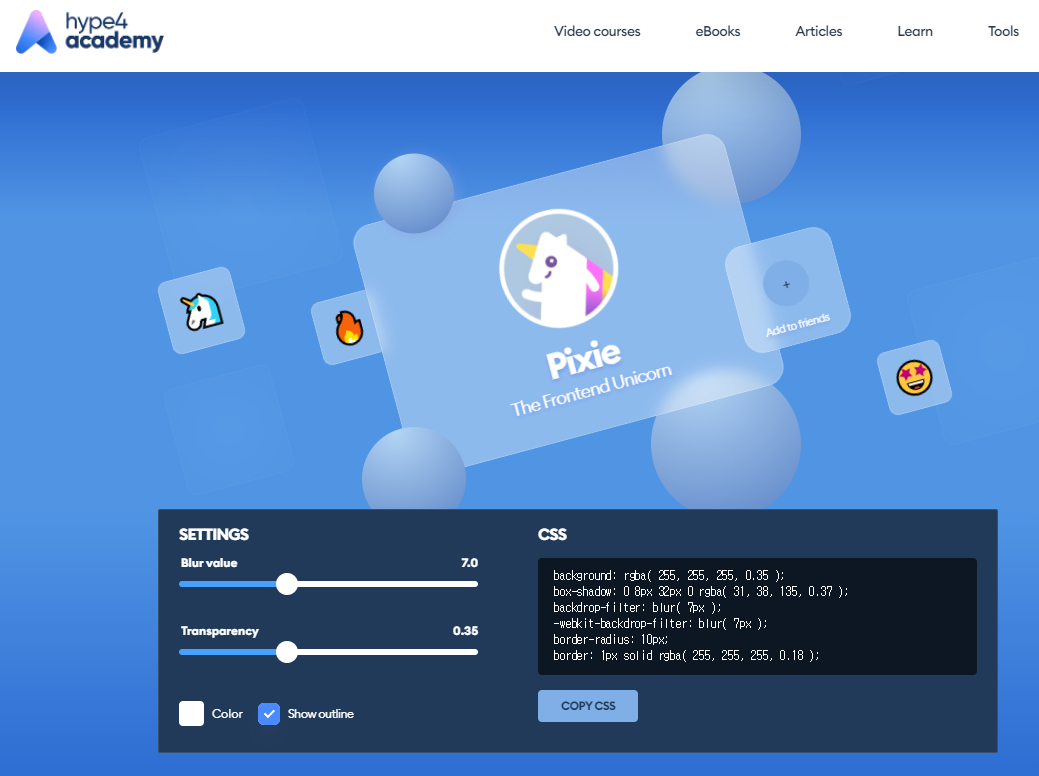 hype4
academy
Video courses
eBooks
Articles
Learn
Tools
+
Add to friends
Pixie
The Frontend Unicorn
SETTINGS
Blur value 7.0
Transparency 0.35
Color
Show outline
CSS
background: rgba( 255, 255, 255, 0.35 );
box-shadow: 0 8px 32px 0 rgba( 31, 38, 135, 0.37 );
backdrop-filter: blur( 7px );
-webkit-backdrop-filter: blur( 7px );
border-radius: 10px;
border: 1px solid rgba( 255, 255, 255, 0.18 );
COPY CSS